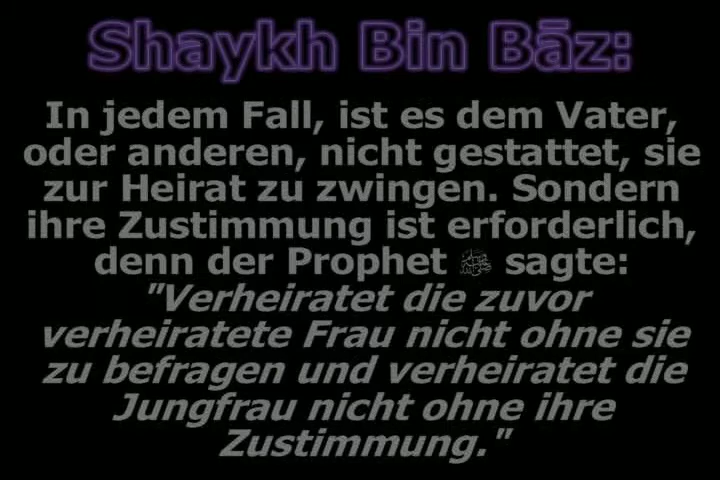 Shaykh Bin Bāz:
In jedem Fall, ist es dem Vater,
oder anderen, nicht gestattet, sie
zur Heirat zu zwingen. Sondern
ihre Zustimmung ist erforderlich,
denn der Prophet ﷺ sagte:
"Verheiratet die zuvor
verheiratete Frau nicht ohne sie
zu befragen und verheiratet die
Jungfrau nicht ohne ihre
Zustimmung."